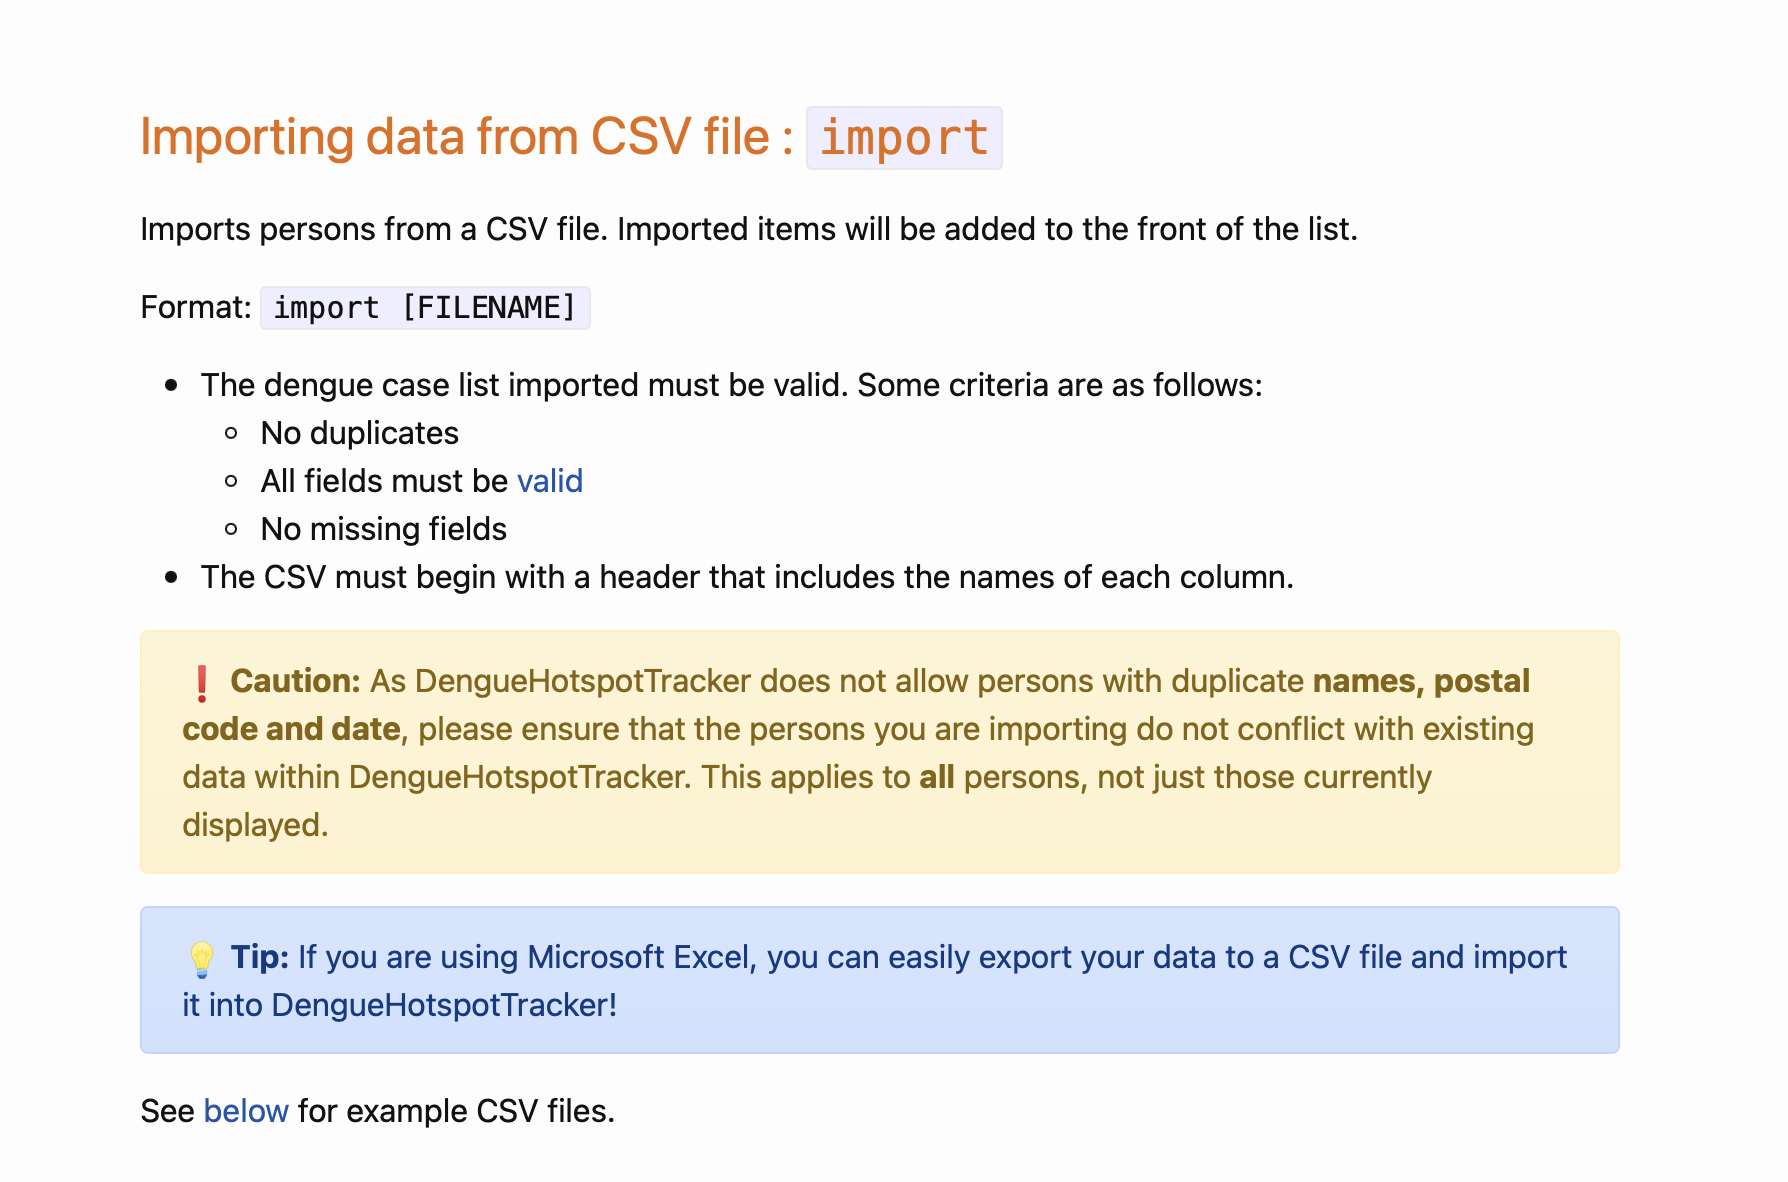 Importing data from CSV file : import
Imports persons from a CSV file. Imported items will be added to the front of the list.
Format: import [FILENAME]
• The dengue case list imported must be valid. Some criteria are as follows:
◦ No duplicates
◦ All fields must be valid
◦ No missing fields
• The CSV must begin with a header that includes the names of each column.
❗ Caution: As DengueHotspotTracker does not allow persons with duplicate names, postal
code and date, please ensure that the persons you are importing do not conflict with existing
data within DengueHotspotTracker. This applies to all persons, not just those currently
displayed.
💡 Tip: If you are using Microsoft Excel, you can easily export your data to a CSV file and import
it into DengueHotspotTracker!
See below for example CSV files.